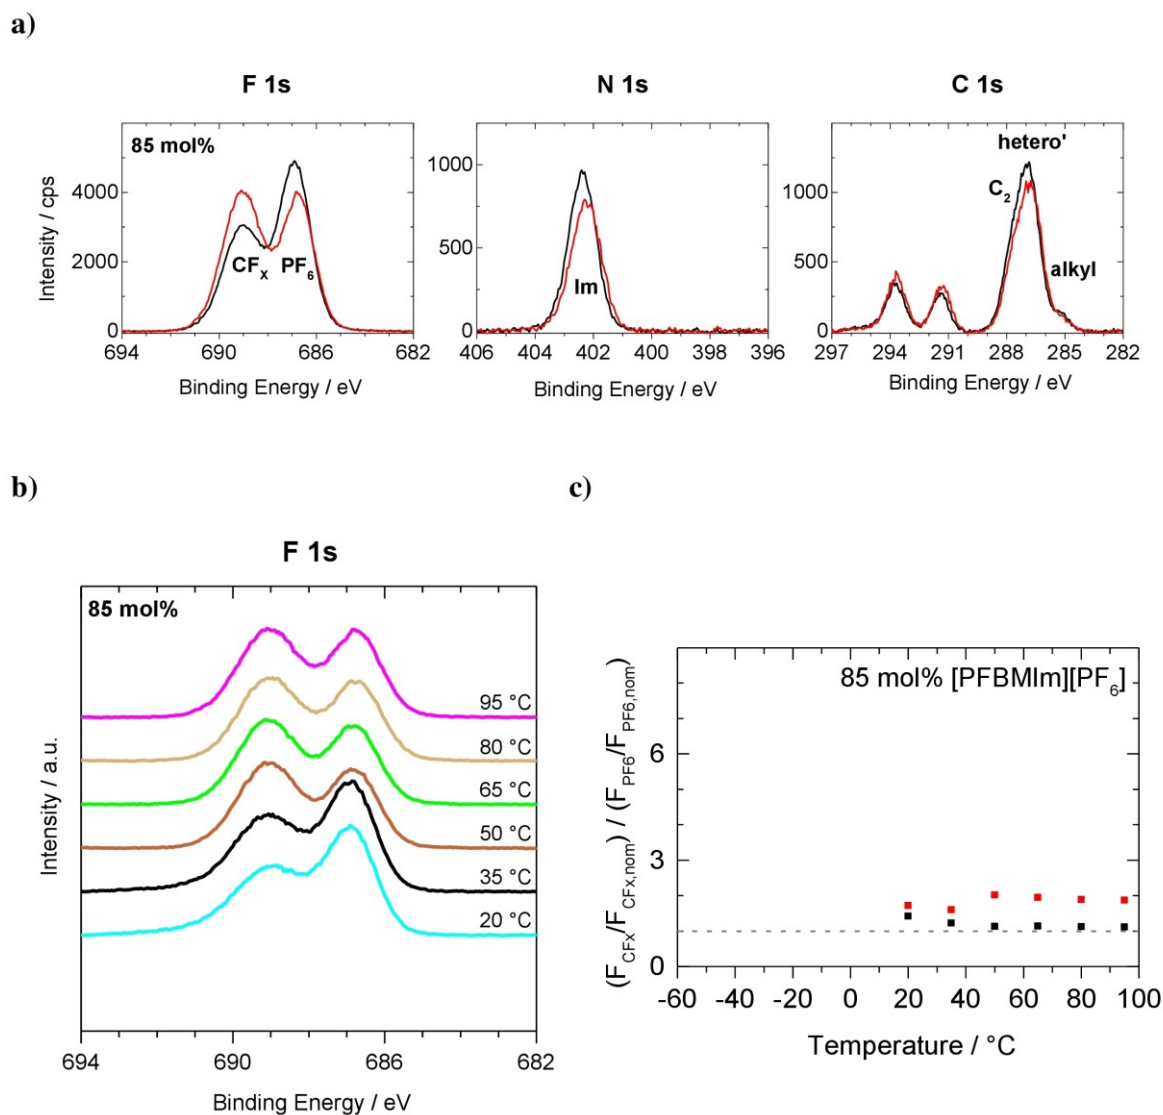 a)
F 1s
N 1s
C 1s
85 mol%
CFx
PF6
Intensity / cps
4000
2000
0
694
690
686
682
Binding Energy / eV
Im
1000
500
0
406
404
402
400
398
396
Binding Energy / eV
hetero'
C2
alkyl
1000
500
0
297
294
291
288
285
282
Binding Energy / eV
b)
c)
F 1s
85 mol%
95 °C
80 °C
65 °C
50 °C
35 °C
20 °C
Intensity / a.u.
694
690
686
682
Binding Energy / eV
85 mol% [PFBMIm][PF6]
(FCFx/FCFx,nom) / (FPF6/FPF6,nom)
6
3
0
-60
-40
-20
0
20
40
60
80
100
Temperature / °C